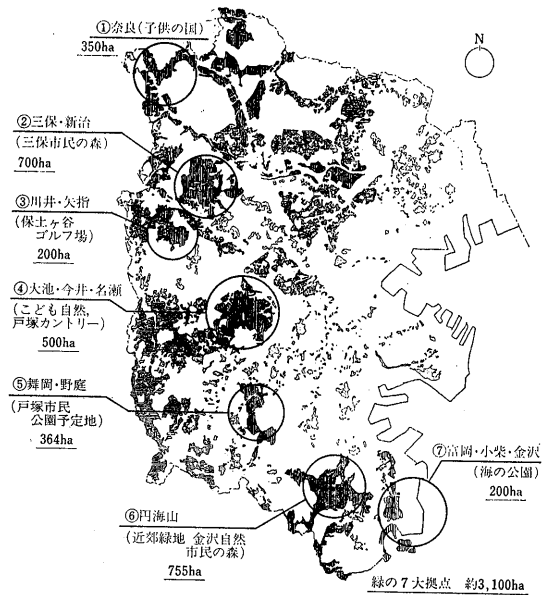 ①奈良(子供の国)
350ha
N
②三保・新治
(三保市民の森)
700ha
③川井・矢指
(保土ヶ谷
ゴルフ場)
200ha
④大池・今井・名瀬
(こども自然,
戸塚カントリー)
500ha
⑤舞岡・野庭
(戸塚市民
公園予定地)
364ha
⑦富岡・小柴・金沢
(海の公園)
200ha
⑥円海山
(近郊緑地 金沢自然
市民の森)
755ha
緑の7大拠点 約3,100ha